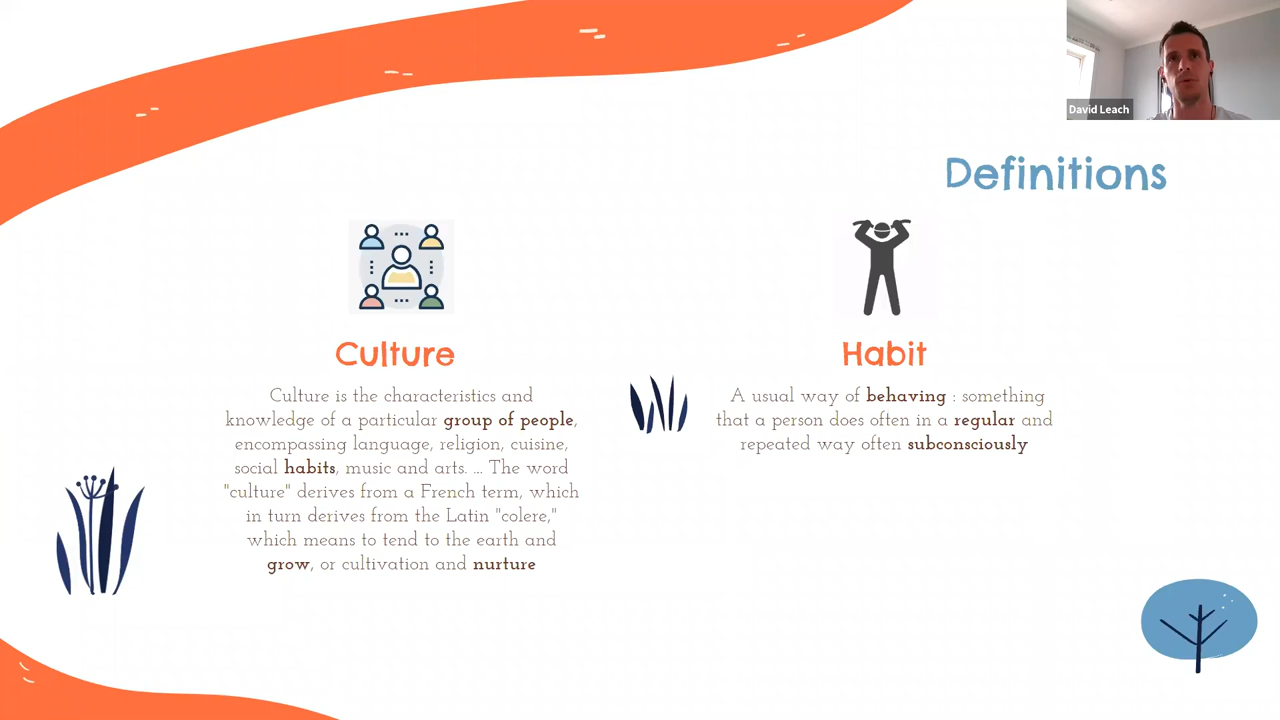 David Leach
Definitions
Culture
Culture is the characteristics and
knowledge of a particular group of people,
encompassing language, religion, cuisine,
social habits, music and arts. ... The word
"culture" derives from a French term, which
in turn derives from the Latin "colere,"
which means to tend to the earth and
grow, or cultivation and nurture
Habit
A usual way of behaving : something
that a person does often in a regular and
repeated way often subconsciously